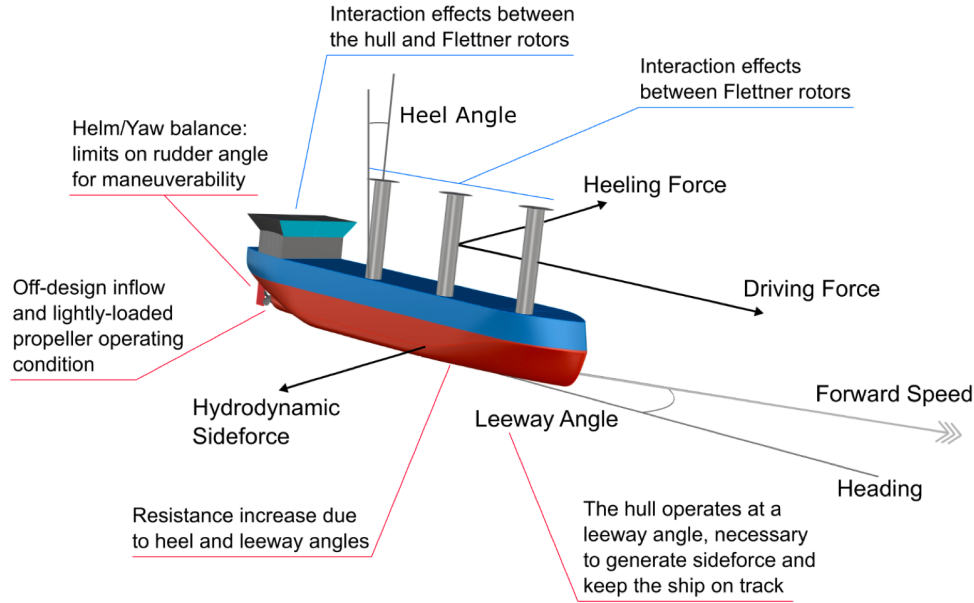 Interaction effects between
the hull and Flettner rotors
Interaction effects
between Flettner rotors
Heel Angle
Helm/Yaw balance:
limits on rudder angle
for maneuverability
Heeling Force
Driving Force
Off-design inflow
and lightly-loaded
propeller operating
condition
Hydrodynamic
Sideforce
Leeway Angle
Forward Speed
Heading
Resistance increase due
to heel and leeway angles
The hull operates at a
leeway angle, necessary
to generate sideforce and
keep the ship on track